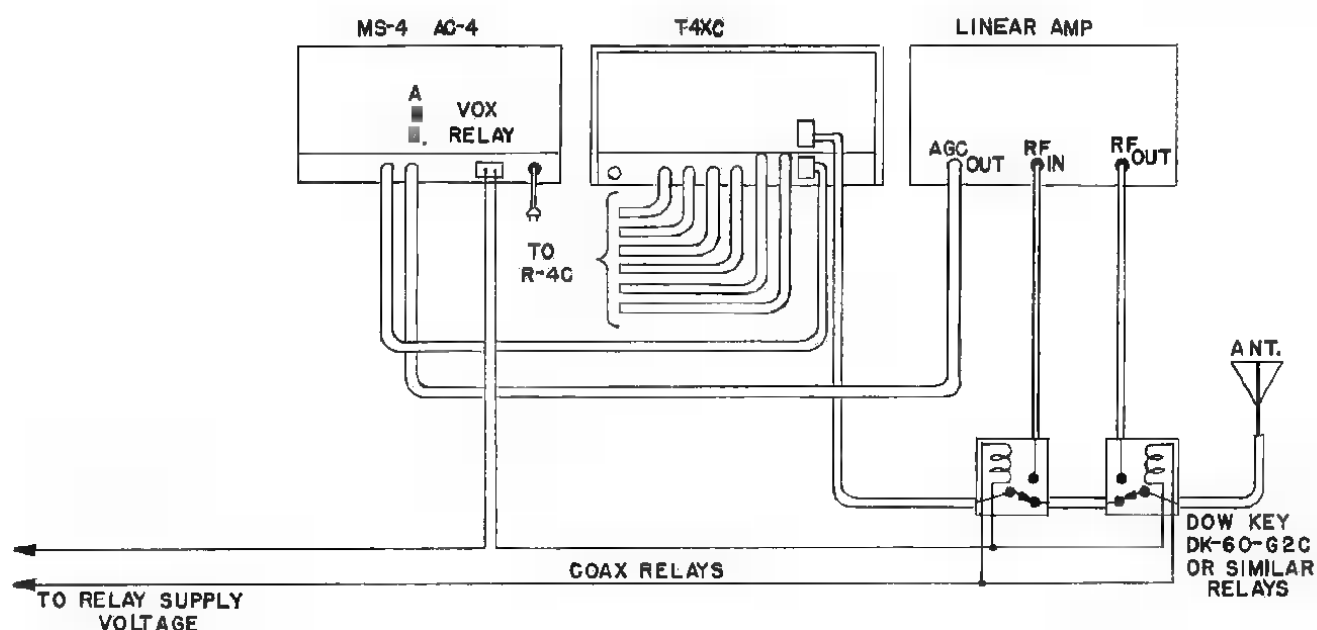 MS-4 AC-4
T4XC
LINEAR AMP
A
VOX
RELAY
AGC
OUT
RF
IN
RF
OUT
TO
R-4C
ANT.
DOW KEY
DK-60-G2C
OR SIMILAR
RELAYS
COAX RELAYS
TO RELAY SUPPLY
VOLTAGE